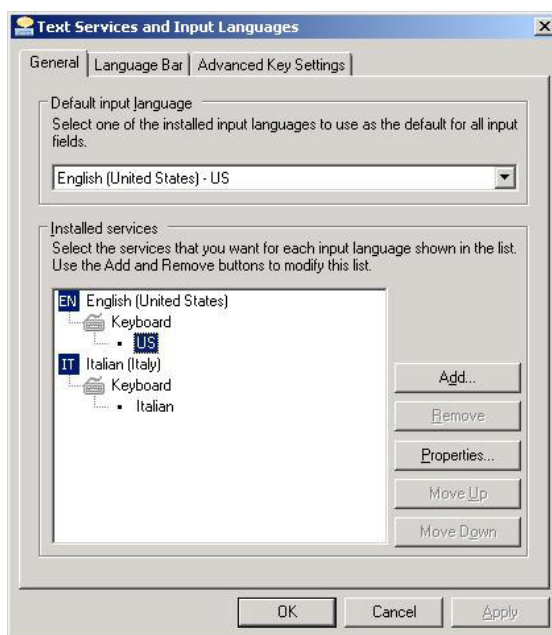 Text Services and Input Languages
General
Language Bar
Advanced Key Settings
Default input language
Select one of the installed input languages to use as the default for all input
fields.
English (United States) - US
Installed services
Select the services that you want for each input language shown in the list.
Use the Add and Remove buttons to modify this list.
EN English (United States)
Keyboard
US
IT Italian (Italy)
Keyboard
Italian
Add...
Remove
Properties...
Move Up
Move Down
OK
Cancel
Apply